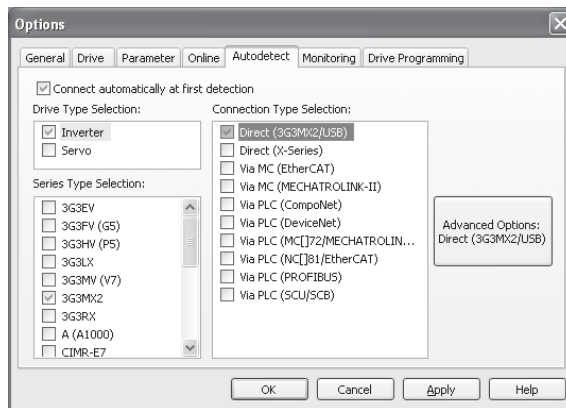 Options
General Drive Parameter Online Autodetect Monitoring Drive Programming
Connect automatically at first detection
Drive Type Selection:
Inverter
Servo
Series Type Selection:
3G3EV
3G3FV (G5)
3G3HV (P5)
3G3LX
3G3MV (V7)
3G3MX2
3G3RX
A (A1000)
CIMR-E7
Connection Type Selection:
Direct (3G3MX2/USB)
Direct (X-Series)
Via MC (EtherCAT)
Via MC (MECHATROLINK-II)
Via PLC (CompoNet)
Via PLC (DeviceNet)
Via PLC (MC[]72/MECHATROLIN...
Via PLC (NC[]81/EtherCAT)
Via PLC (PROFIBUS)
Via PLC (SCU/SCB)
Advanced Options:
Direct (3G3MX2/USB)
OK Cancel Apply Help